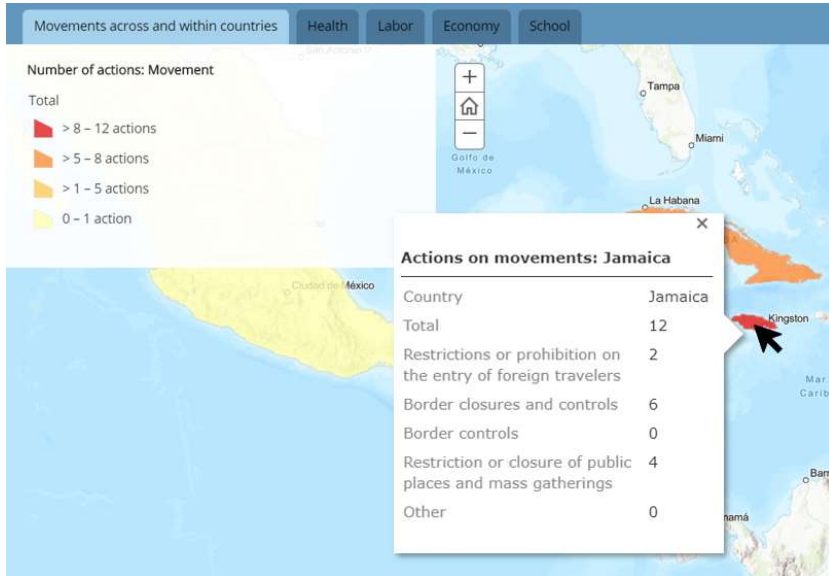 Movements across and within countries
Health
Labor
Economy
School
Number of actions: Movement
Total
> 8 – 12 actions
> 5 – 8 actions
> 1 – 5 actions
0 – 1 action
+
−
Golfo de
México
Tampa
Miami
La Habana
Ciudad de México
Kingston
Mar
Carib
Bar
namá
×
Actions on movements: Jamaica
Country Jamaica
Total 12
Restrictions or prohibition on 2
the entry of foreign travelers
Border closures and controls 6
Border controls 0
Restriction or closure of public 4
places and mass gatherings
Other 0